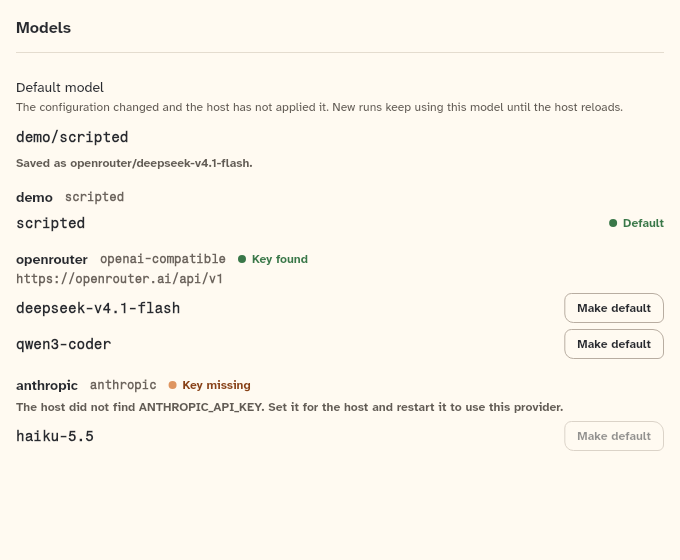 Models
Default model
The configuration changed and the host has not applied it. New runs keep using this model until the host reloads.
demo/scripted
Saved as openrouter/deepseek-v4.1-flash.
demo scripted
scripted Default
openrouter openai-compatible Key found
https://openrouter.ai/api/v1
deepseek-v4.1-flash Make default
qwen3-coder Make default
anthropic anthropic Key missing
The host did not find ANTHROPIC_API_KEY. Set it for the host and restart it to use this provider.
haiku-5.5 Make default